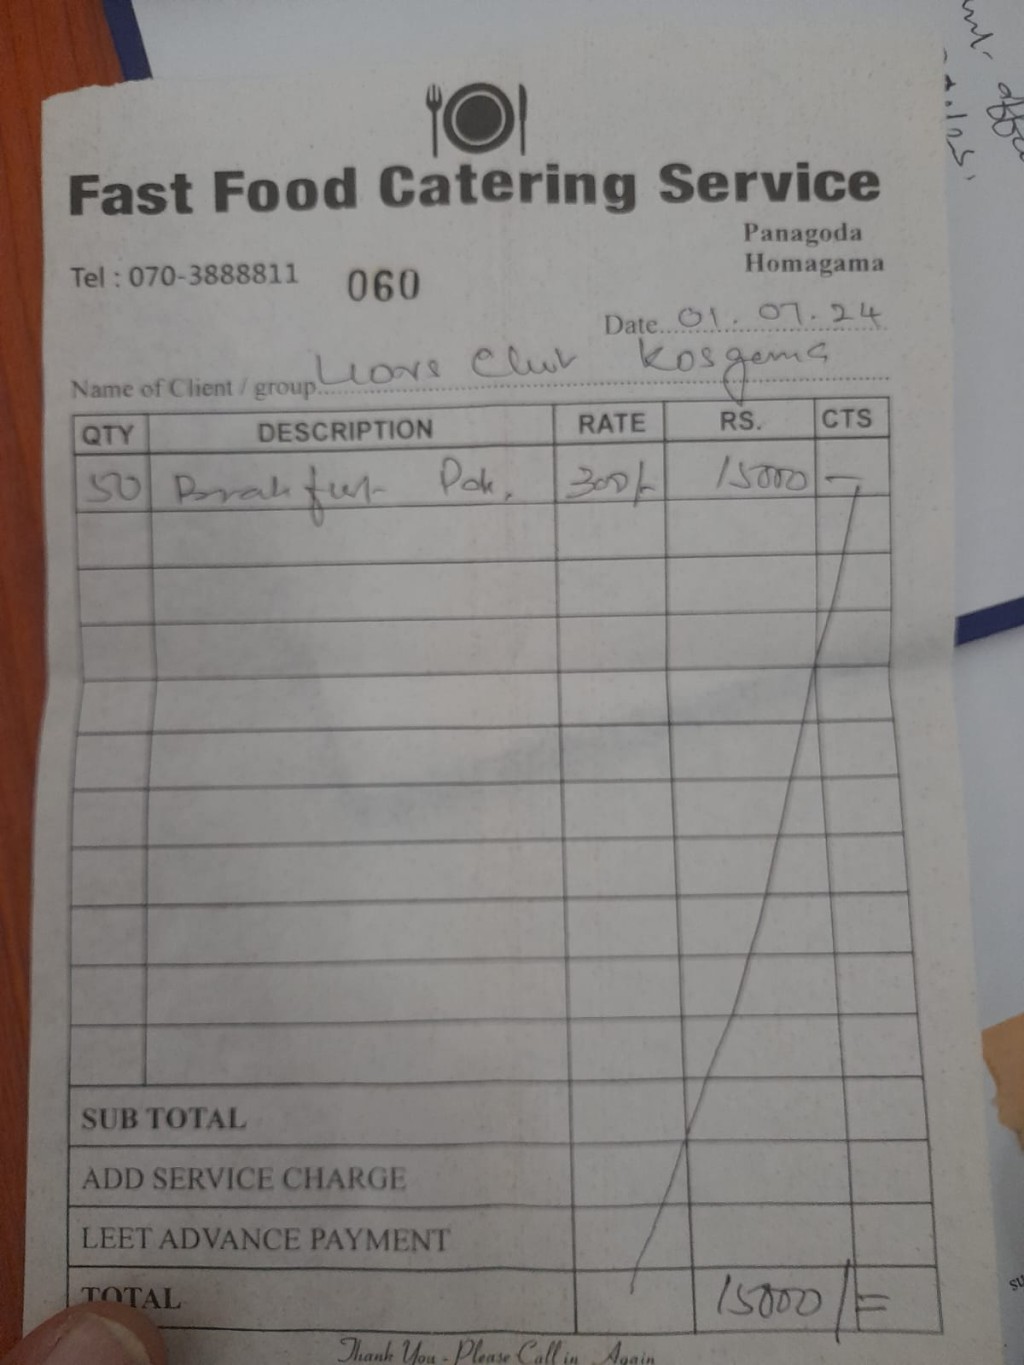 Fast Food Catering Service
Panagoda
Homagama
Tel : 070-3888811
060
Date 01.07.24
Name of Client / group Lions Club Kosgama
QTY DESCRIPTION RATE RS. CTS
50 Breakfast Pak. 300/- 15000 -
SUB TOTAL
ADD SERVICE CHARGE
LEET ADVANCE PAYMENT
TOTAL 15000/=
Thank You - Please Call in Again